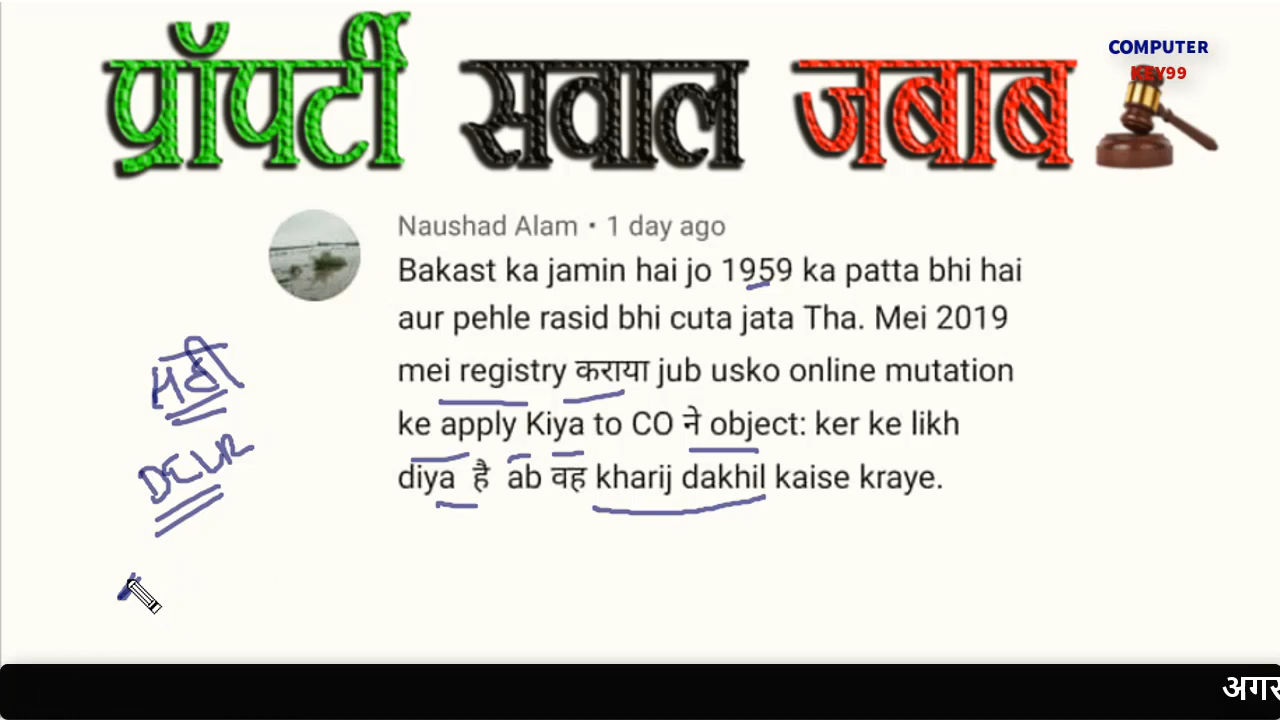 प्रॉपर्टी सवाल जबाब
COMPUTER
KEY99
Naushad Alam • 1 day ago
Bakast ka jamin hai jo 1959 ka patta bhi hai
aur pehle rasid bhi cuta jata Tha. Mei 2019
mei registry कराया jub usko online mutation
ke apply Kiya to CO ने object: ker ke likh
diya है ab वह kharij dakhil kaise kraye.
DCLR